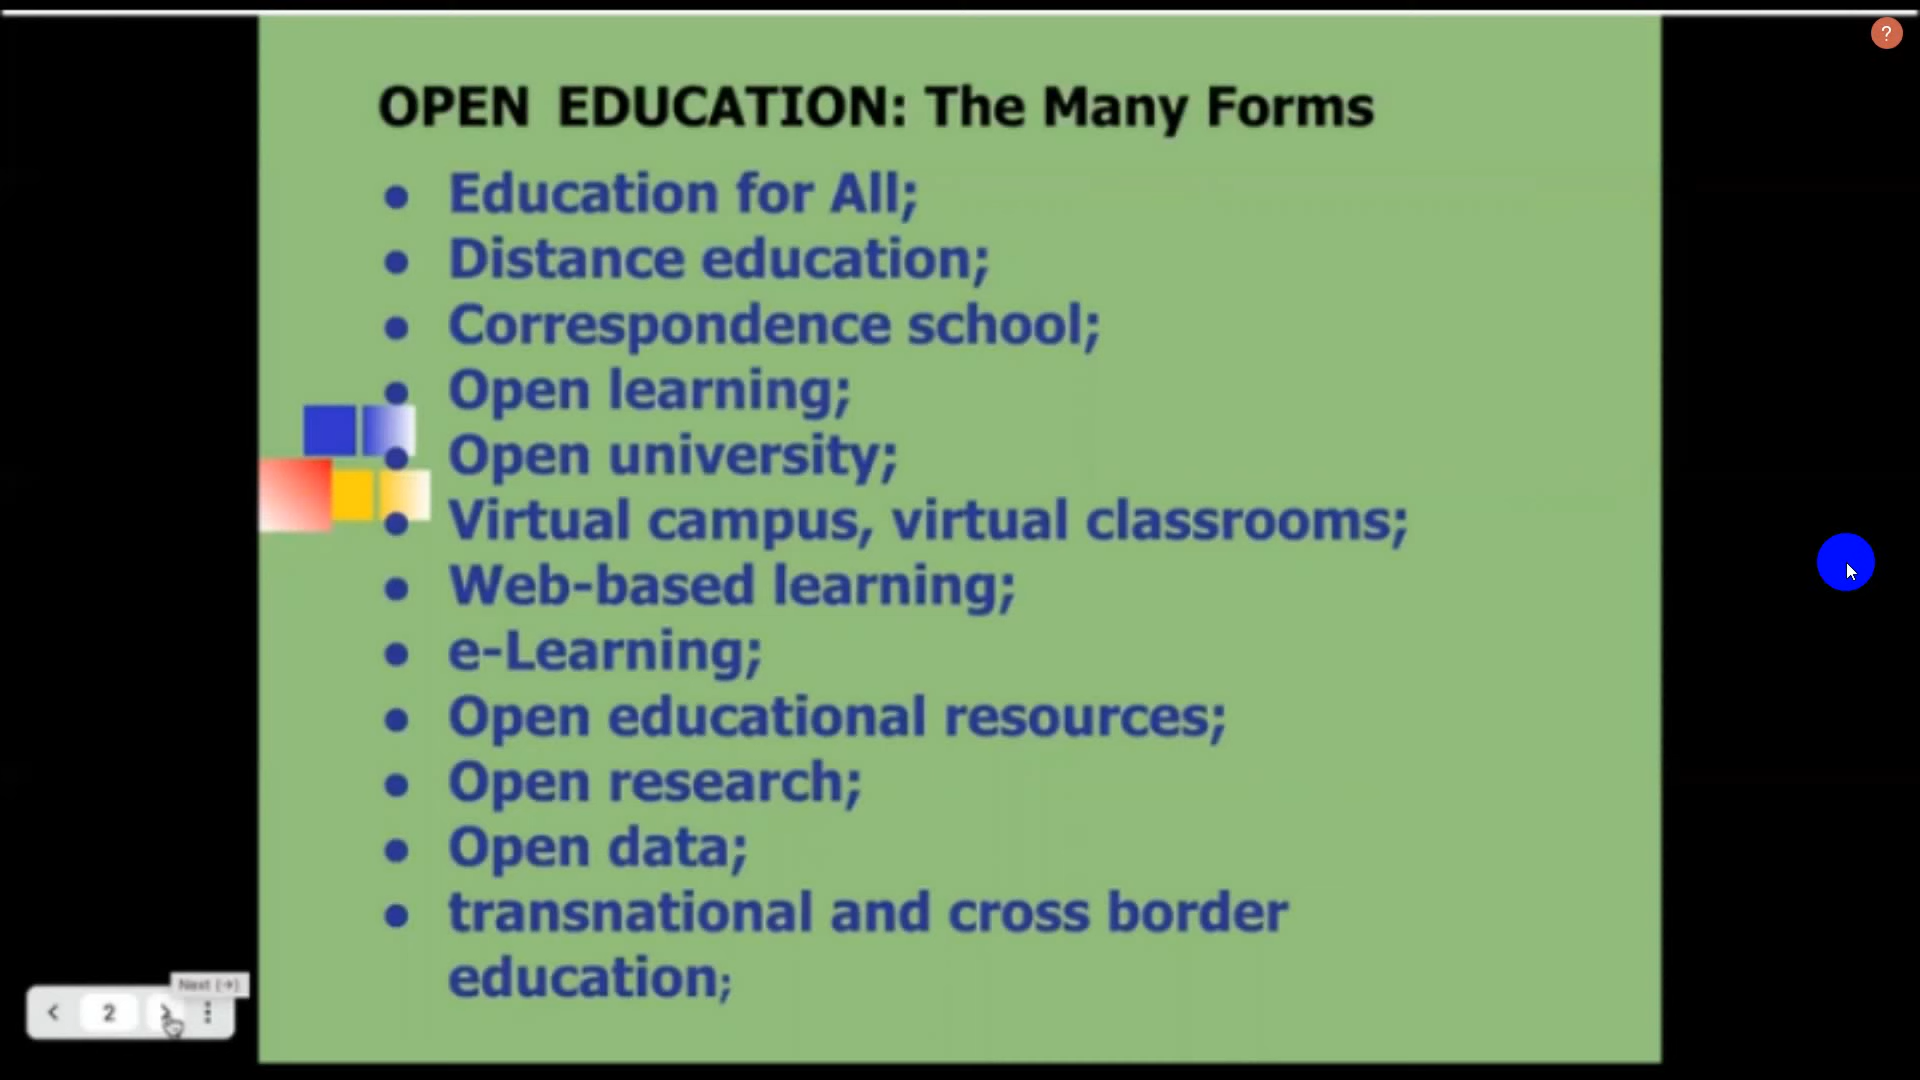 OPEN EDUCATION: The Many Forms
● Education for All;
● Distance education;
● Correspondence school;
● Open learning;
● Open university;
● Virtual campus, virtual classrooms;
● Web-based learning;
● e-Learning;
● Open educational resources;
● Open research;
● Open data;
● transnational and cross border
education;
Next (→)
2
?